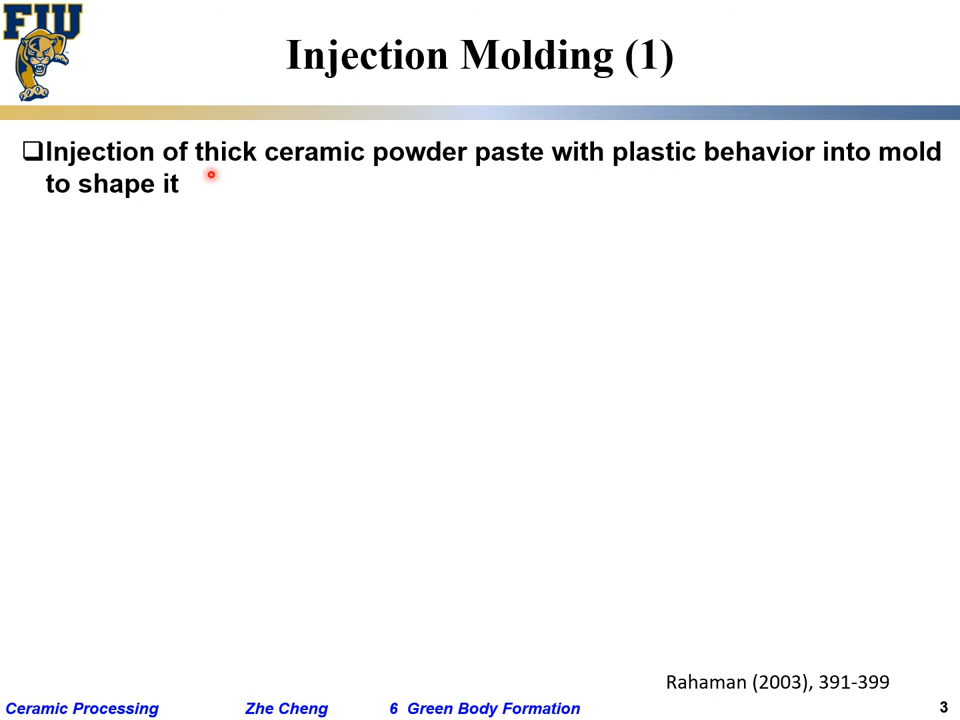 FIU
Injection Molding (1)
Injection of thick ceramic powder paste with plastic behavior into mold
to shape it
Rahaman (2003), 391-399
Ceramic Processing Zhe Cheng 6 Green Body Formation 3